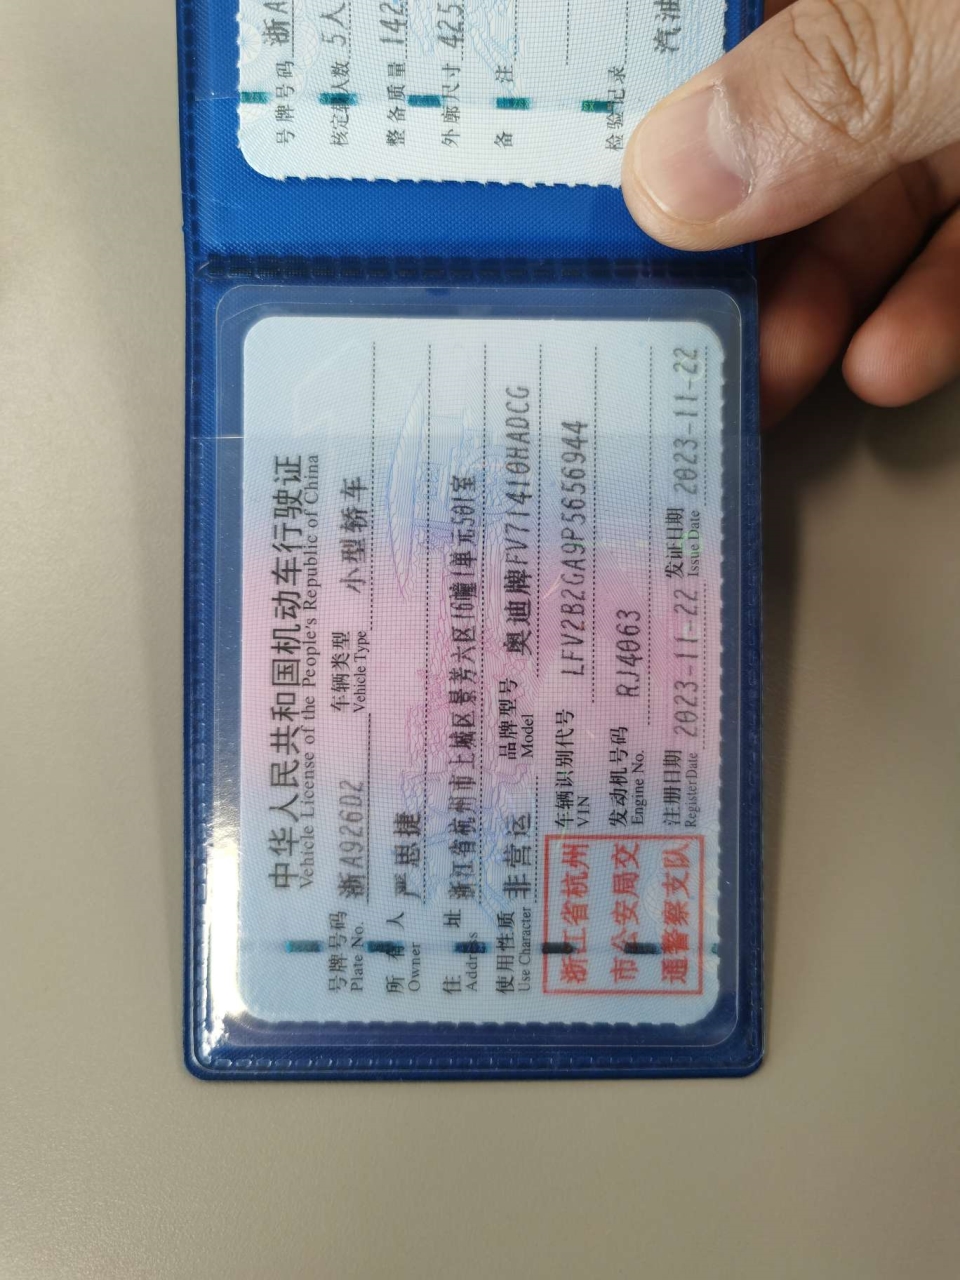 中华人民共和国机动车行驶证
Vehicle License of the People's Republic of China
号牌号码 浙A926D2 车辆类型 小型轿车
Plate No. Vehicle Type
所有人 严思捷
Owner
住址 浙江省杭州市上城区景芳六区16幢1单元501室
Address
使用性质 非营运 品牌型号 奥迪牌FV71410HADCG
Use Character Model
浙江省杭州
市公安局交
通警察支队
车辆识别代号 LFV2B2GA9P5656944
VIN
发动机号码 RJ4063
Engine No.
注册日期 2023-11-22 发证日期 2023-11-22
Register Date Issue Date
号牌号码 浙A
核定载人数 5人
整备质量 142
外廓尺寸 425
备注
检验记录 汽油